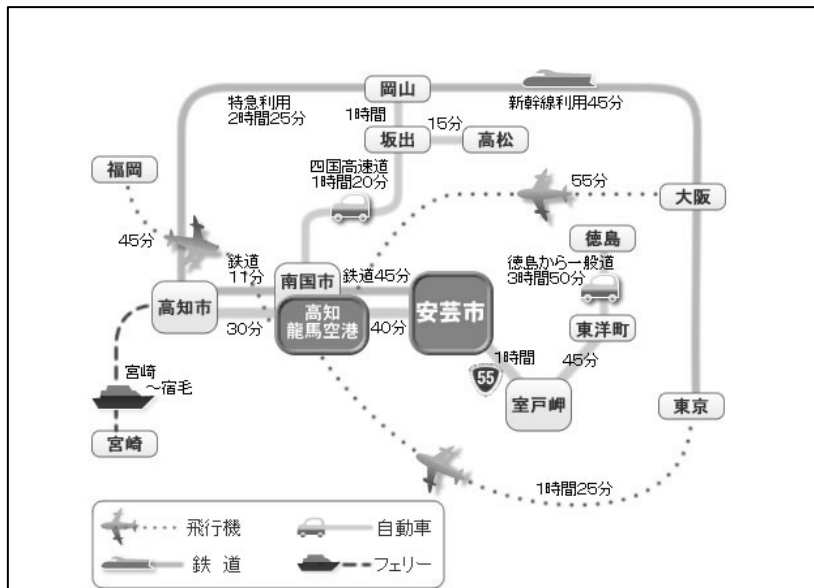 岡山
特急利用
2時間25分
新幹線利用45分
1時間
坂出
15分
高松
四国高速道
1時間20分
福岡
55分
大阪
45分
徳島
鉄道
11分
南国市
鉄道45分
徳島から一般道
3時間50分
高知市
高知
龍馬空港
安芸市
30分
40分
東洋町
1時間
45分
55
宮崎
～宿毛
室戸岬
東京
宮崎
1時間25分
飛行機
自動車
鉄道
フェリー